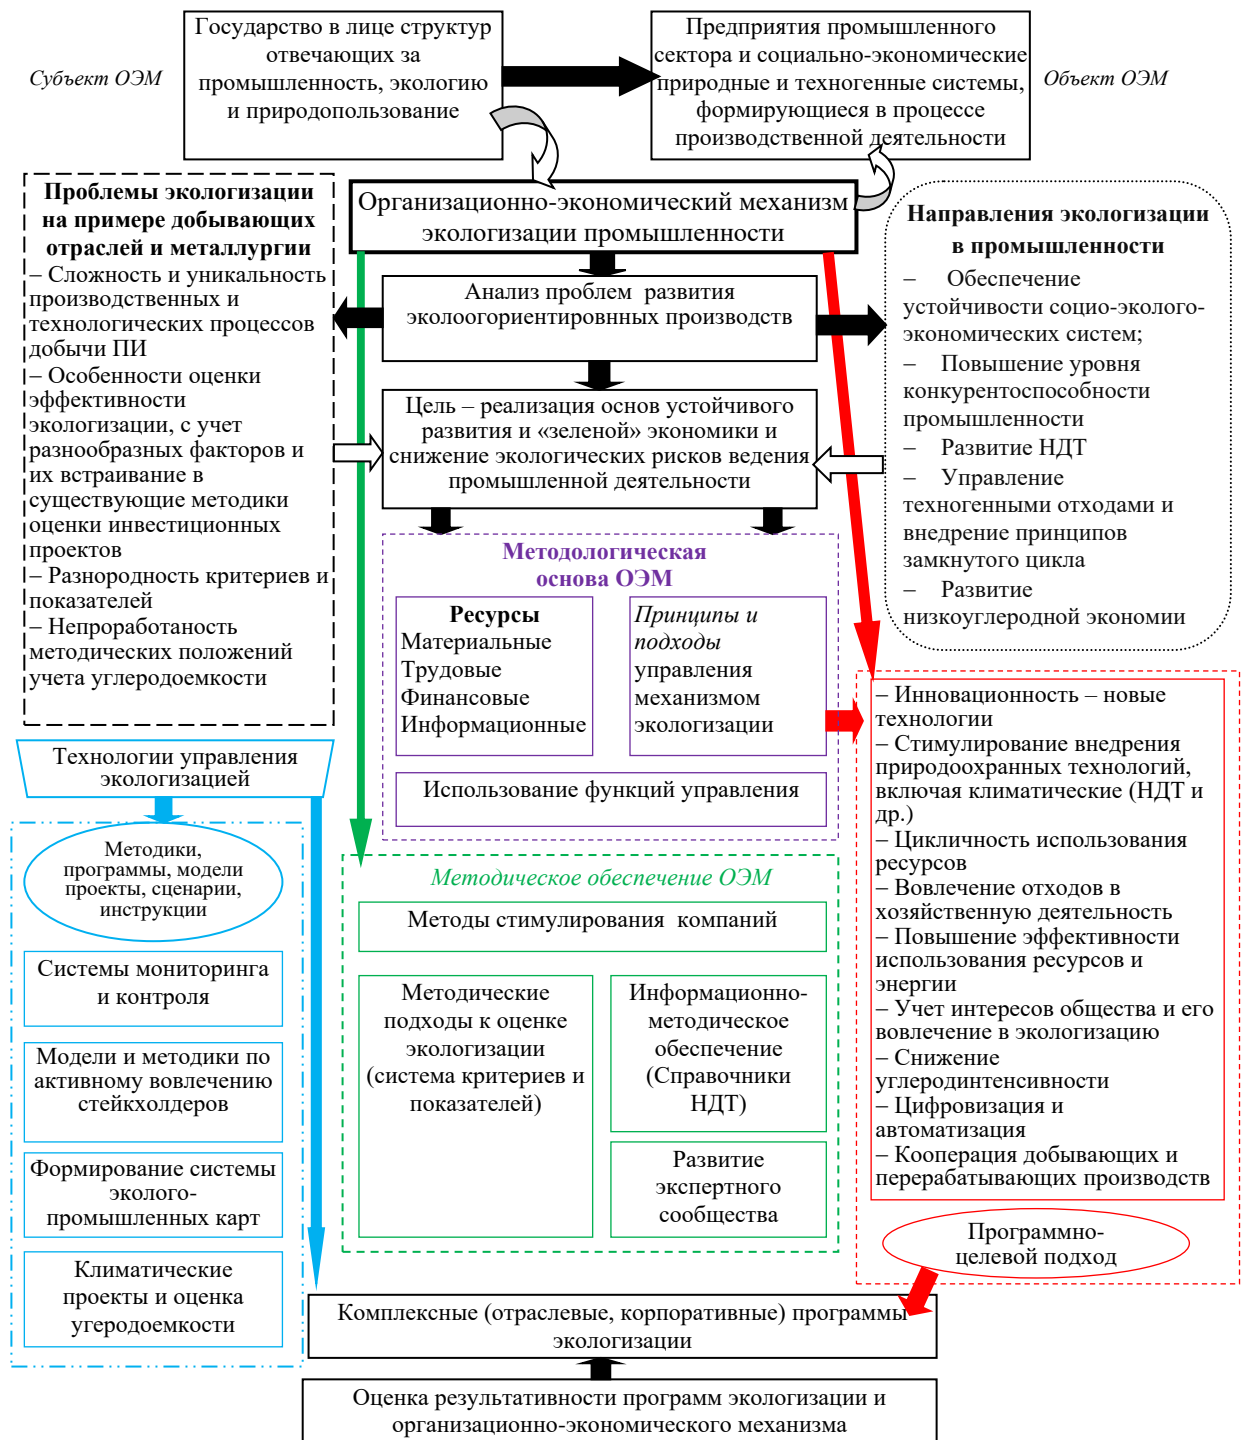 Государство в лице структур
отвечающих за
промышленность, экологию
и природопользование
Субъект ОЭМ
Предприятия промышленного
сектора и социально-экономические
природные и техногенные системы,
формирующиеся в процессе
производственной деятельности
Объект ОЭМ
Организационно-экономический механизм
экологизации промышленности
Проблемы экологизации
на примере добывающих
отраслей и металлургии
– Сложность и уникальность
производственных и
технологических процессов
добычи ПИ
– Особенности оценки
эффективности
экологизации, с учет
разнообразных факторов и
их встраивание в
существующие методики
оценки инвестиционных
проектов
– Разнородность критериев и
показателей
– Непроработаность
методических положений
учета углеродоемкости
Анализ проблем развития
эколоогориентировнных производств
Цель – реализация основ устойчивого
развития и «зеленой» экономики и
снижение экологических рисков ведения
промышленной деятельности
Направления экологизации
в промышленности
– Обеспечение
устойчивости социо-эколого-
экономических систем;
– Повышение уровня
конкурентоспособности
промышленности
– Развитие НДТ
– Управление
техногенными отходами и
внедрение принципов
замкнутого цикла
– Развитие
низкоуглеродной экономии
Методологическая
основа ОЭМ
Ресурсы
Материальные
Трудовые
Финансовые
Информационные
Принципы и
подходы
управления
механизмом
экологизации
Использование функций управления
– Инновационность – новые
технологии
– Стимулирование внедрения
природоохранных технологий,
включая климатические (НДТ и
др.)
– Цикличность использования
ресурсов
– Вовлечение отходов в
хозяйственную деятельность
– Повышение эффективности
использования ресурсов и
энергии
– Учет интересов общества и его
вовлечение в экологизацию
– Снижение
углеродинтенсивности
– Цифровизация и
автоматизация
– Кооперация добывающих и
перерабатывающих производств
Программно-
целевой подход
Технологии управления
экологизацией
Методики,
программы, модели
проекты, сценарии,
инструкции
Системы мониторинга
и контроля
Модели и методики по
активному вовлечению
стейкхолдеров
Формирование системы
эколого-
промышленных карт
Климатические
проекты и оценка
угеродоемкости
Методическое обеспечение ОЭМ
Методы стимулирования компаний
Методические
подходы к оценке
экологизации
(система критериев и
показателей)
Информационно-
методическое
обеспечение
(Справочники
НДТ)
Развитие
экспертного
сообщества
Комплексные (отраслевые, корпоративные) программы
экологизации
Оценка результативности программ экологизации и
организационно-экономического механизма